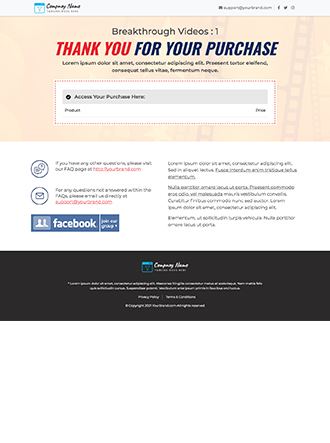 Company Name
TAGLINE GOES HERE
support@yourbrand.com
Breakthrough Videos : 1
THANK YOU FOR YOUR PURCHASE
Lorem ipsum dolor sit amet, consectetur adipiscing elit. Praesent tortor eleifend,
consequat tellus vitae, fermentum neque.
Access Your Purchase Here:
Product Price
If you have any other questions, please visit
our FAQ page at http://yourbrand.com
For any questions not answered within the
FAQs, please email us directly at
support@yourbrand.com
facebook join our group
Lorem ipsum dolor sit amet, consectetur adipiscing elit.
Sed in aliquet lectus. Fusce interdum enim tristique tellus
elementum.
Nulla porttitor ornare lacus ut porta. Praesent commodo
eros odio, vel malesuada enim vestibulum convallis.
Curabitur finibus condimentum lacus. Lorem
ipsum dolor sit amet, consectetur adipiscing elit.
Elementum, ut sollicitudin turpis vehicula. Nulla porttitor
ornare lacus ut porta.
Company Name
TAGLINE GOES HERE
* Lorem ipsum dolor sit amet, consectetur adipiscing elit. Maecenas fringilla consectetur metus a scelerisque. Nam mattis felis
quis sollicitudin cursus. Suspendisse potenti. Vestibulum ante ipsum primis in faucibus
Privacy Policy | Terms & Conditions
© Copyright 2021 YourBrand.com All rights reserved